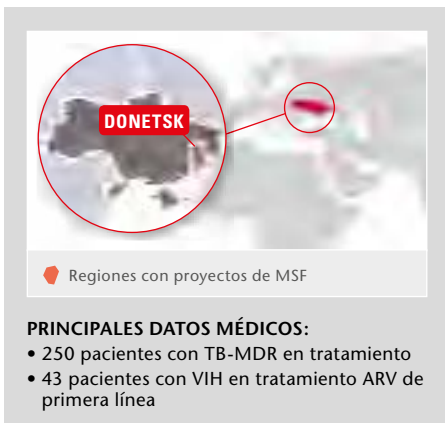 DONETSK
Regiones con proyectos de MSF
PRINCIPALES DATOS MÉDICOS:
• 250 pacientes con TB-MDR en tratamiento
• 43 pacientes con VIH en tratamiento ARV de
primera línea